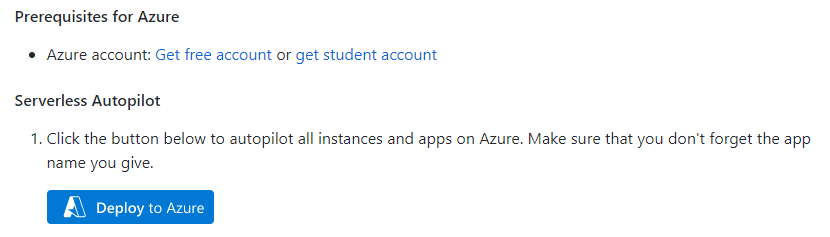 Prerequisites for Azure
• Azure account: Get free account or get student account
Serverless Autopilot
1. Click the button below to autopilot all instances and apps on Azure. Make sure that you don't forget the app
name you give.
Deploy to Azure